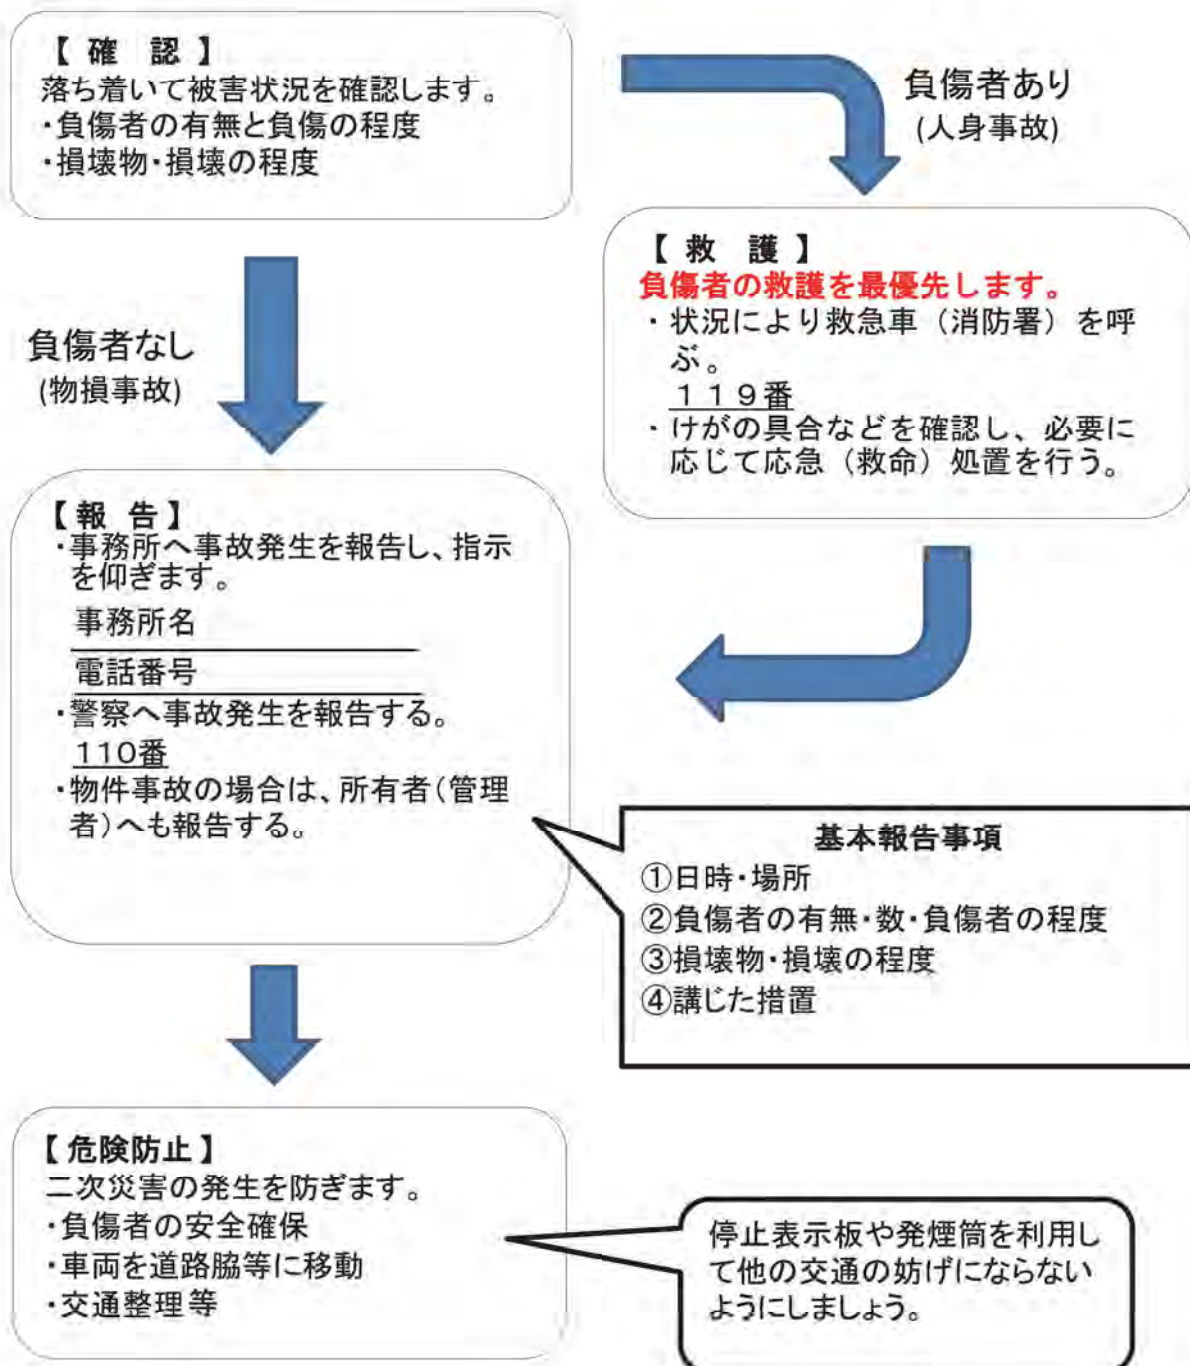 【 確　認 】
落ち着いて被害状況を確認します。
・負傷者の有無と負傷の程度
・損壊物・損壊の程度
負傷者あり
(人身事故)
【 救　護 】
負傷者の救護を最優先します。
・状況により救急車（消防署）を呼
ぶ。
１１９番
・けがの具合などを確認し、必要に
応じて応急（救命）処置を行う。
負傷者なし
(物損事故)
【 報 告 】
・事務所へ事故発生を報告し、指示
を仰ぎます。
事務所名
電話番号
・警察へ事故発生を報告する。
110番
・物件事故の場合は、所有者（管理
者）へも報告する。
基本報告事項
①日時・場所
②負傷者の有無・数・負傷者の程度
③損壊物・損壊の程度
④講じた措置
【 危険防止 】
二次災害の発生を防ぎます。
・負傷者の安全確保
・車両を道路脇等に移動
・交通整理等
停止表示板や発煙筒を利用し
て他の交通の妨げにならない
ようにしましょう。